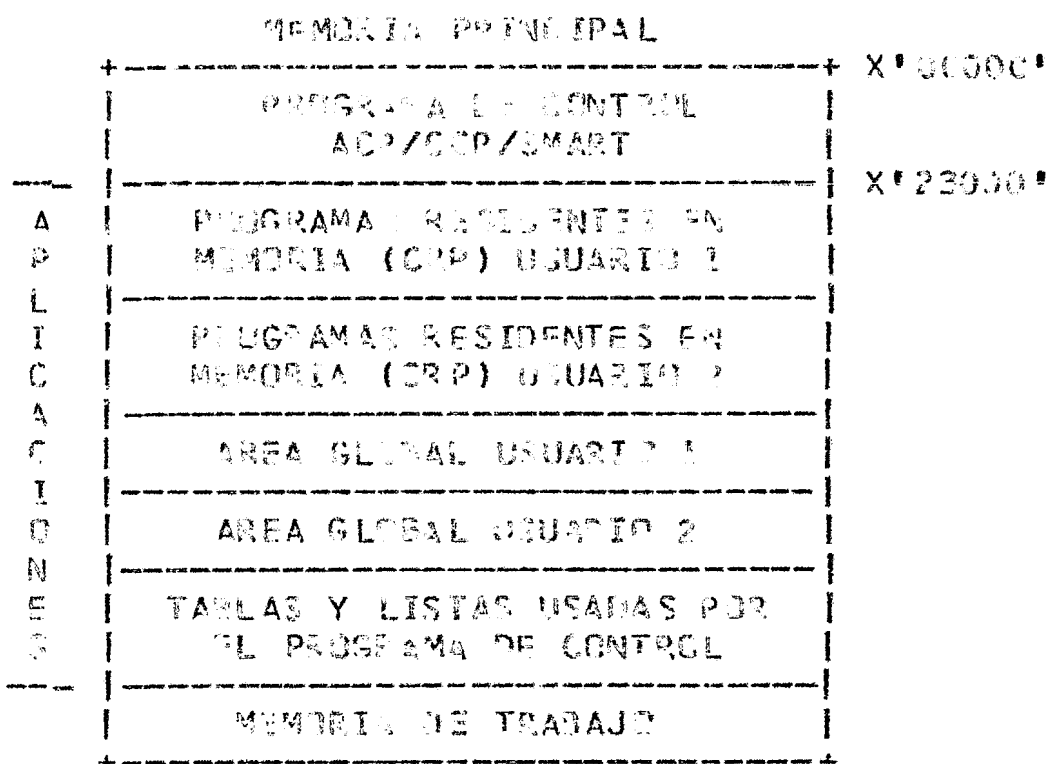 MEMORIA PRINCIPAL
X'00000'
PROGRAMA DE CONTROL
ACP/CCP/SMART
X'23000'
PROGRAMAS RESIDENTES EN
MEMORIA (CRP) USUARIO 1
PROGRAMAS RESIDENTES EN
MEMORIA (CRP) USUARIO 2
AREA GLOBAL USUARIO 1
AREA GLOBAL USUARIO 2
TABLAS Y LISTAS USADAS POR
EL PROGRAMA DE CONTROL
MEMORIA DE TRABAJO
APLICACIONES